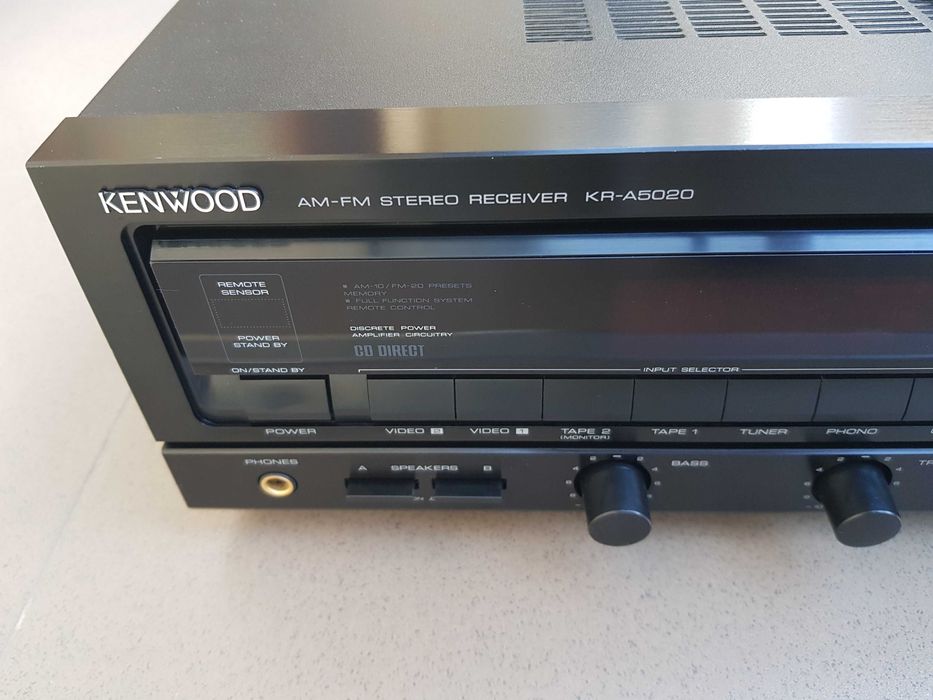 KENWOOD AM-FM STEREO RECEIVER KR-A5020
REMOTE
SENSOR
POWER
STAND BY
AM-10/FM-20 PRESETS
MEMORY
FULL FUNCTION SYSTEM
REMOTE CONTROL
DISCRETE POWER
AMPLIFIER CIRCUITRY
CD DIRECT
ON/STAND BY
INPUT SELECTOR
POWER
VIDEO 2
VIDEO 1
TAPE 2
(MONITOR)
TAPE 1
TUNER
PHONO
PHONES
A SPEAKERS B
BASS